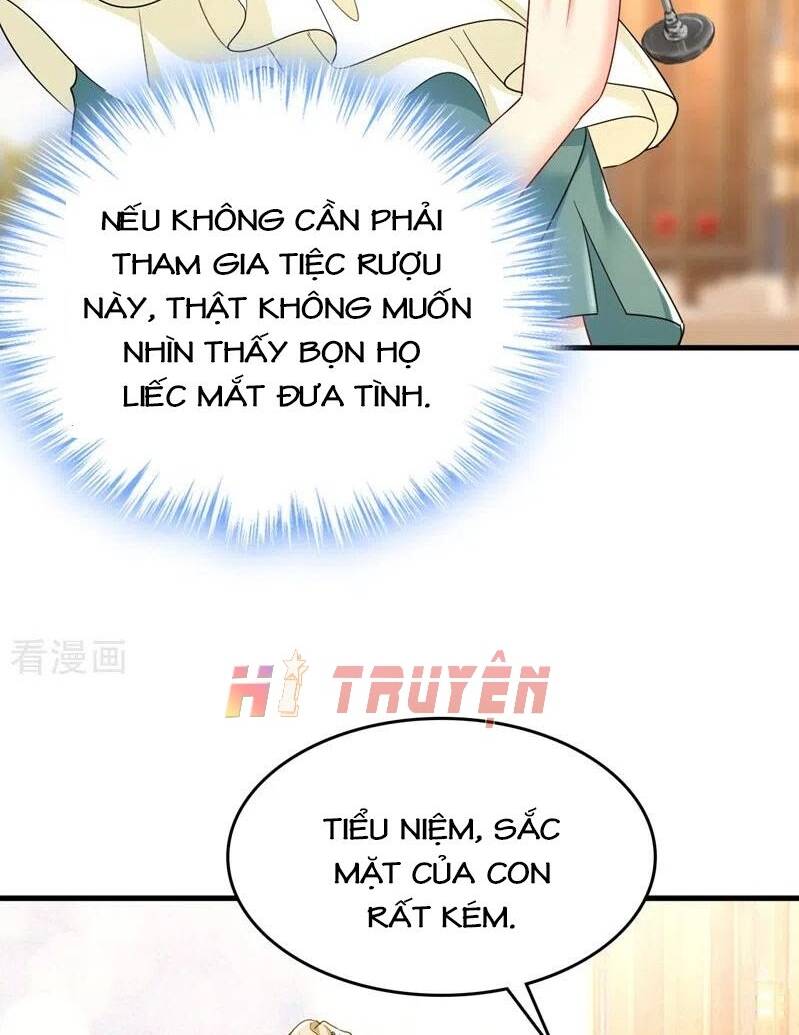 NẾU KHÔNG CẦN PHẢI
THAM GIA TIỆC RƯỢU
NÀY, THẬT KHÔNG MUỐN
NHÌN THẤY BỌN HỌ
LIẾC MẮT ĐƯA TÌNH.
看漫画
HI TRUYỆN
TIỂU NIỆM, SẮC
MẶT CỦA CON
RẤT KÉM.